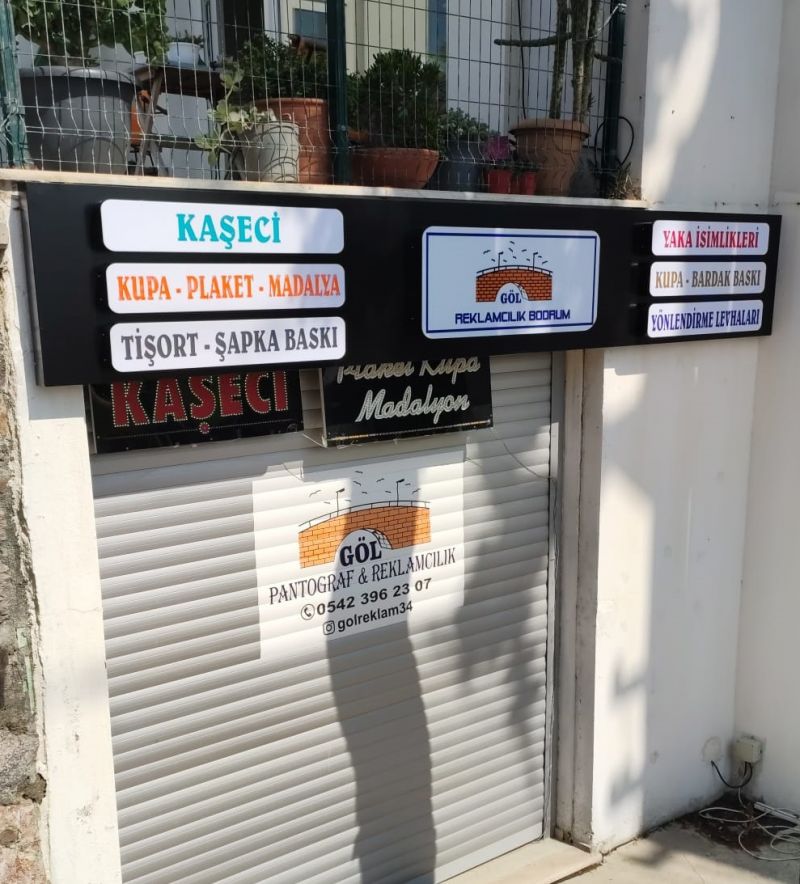 KAŞECİ
KUPA - PLAKET - MADALYA
TİŞORT - ŞAPKA BASKI
GÖL
REKLAMCILIK BODRUM
YAKA İSİMLİKLERİ
KUPA - BARDAK BASKI
YÖNLENDİRME LEVHALARI
KAŞECİ
Plaket Kupa
Madalyon
GÖL
PANTOGRAF & REKLAMCILIK
0542 396 23 07
golreklam34